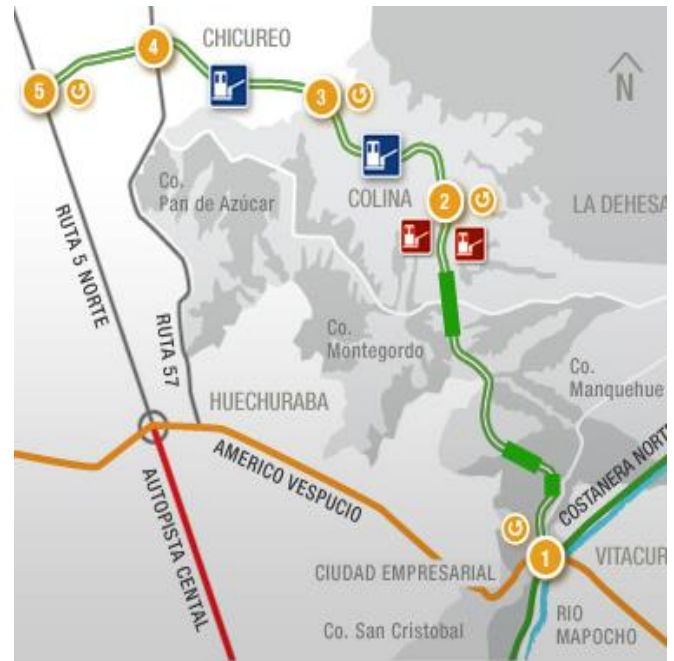 CHICUREO
4
5
3
N
Co.
Pan de Azúcar
COLINA
2
LA DEHESA
RUTA 5 NORTE
RUTA 57
Co.
Montegordo
Co.
Manquehue
HUECHURABA
AMERICO VESPUCIO
COSTANERA NORTE
AUTOPISTA CENTAL
1
VITACUR
CIUDAD EMPRESARIAL
RIO
MAPOCHO
Co. San Cristobal